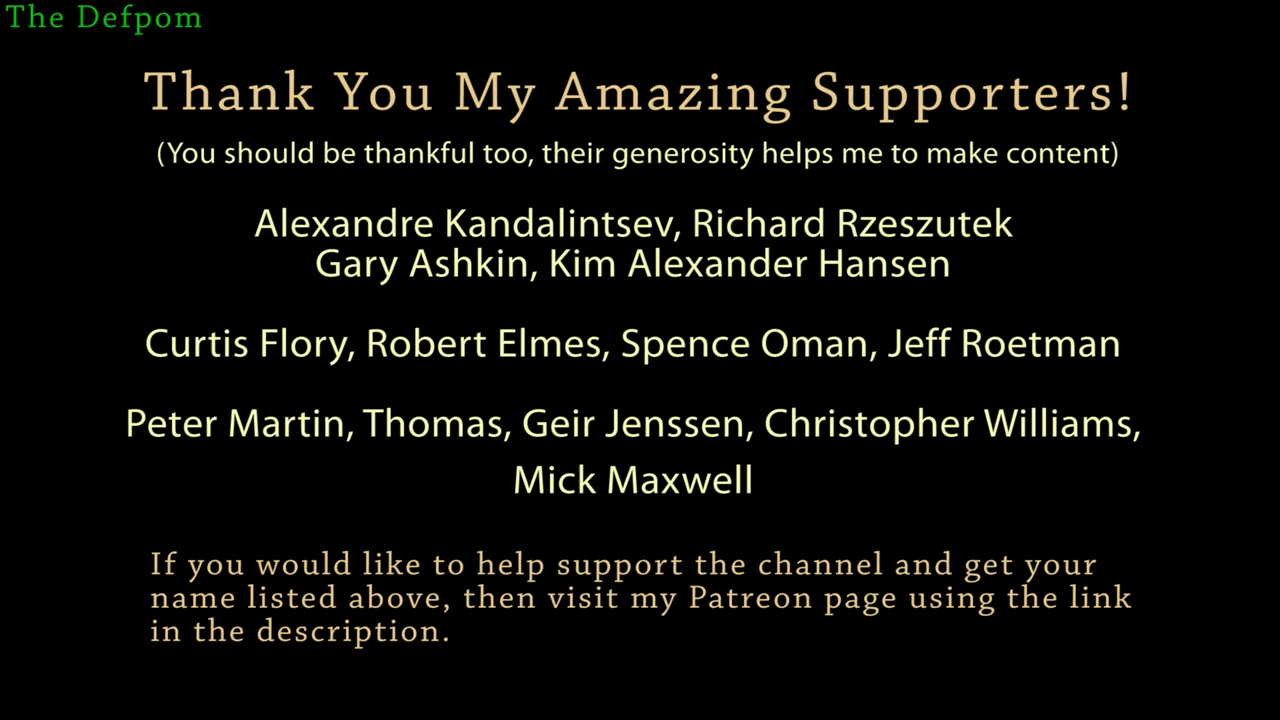 The Defpom
Thank You My Amazing Supporters!
(You should be thankful too, their generosity helps me to make content)
Alexandre Kandalintsev, Richard Rzeszutek
Gary Ashkin, Kim Alexander Hansen
Curtis Flory, Robert Elmes, Spence Oman, Jeff Roetman
Peter Martin, Thomas, Geir Jenssen, Christopher Williams,
Mick Maxwell
If you would like to help support the channel and get your
name listed above, then visit my Patreon page using the link
in the description.